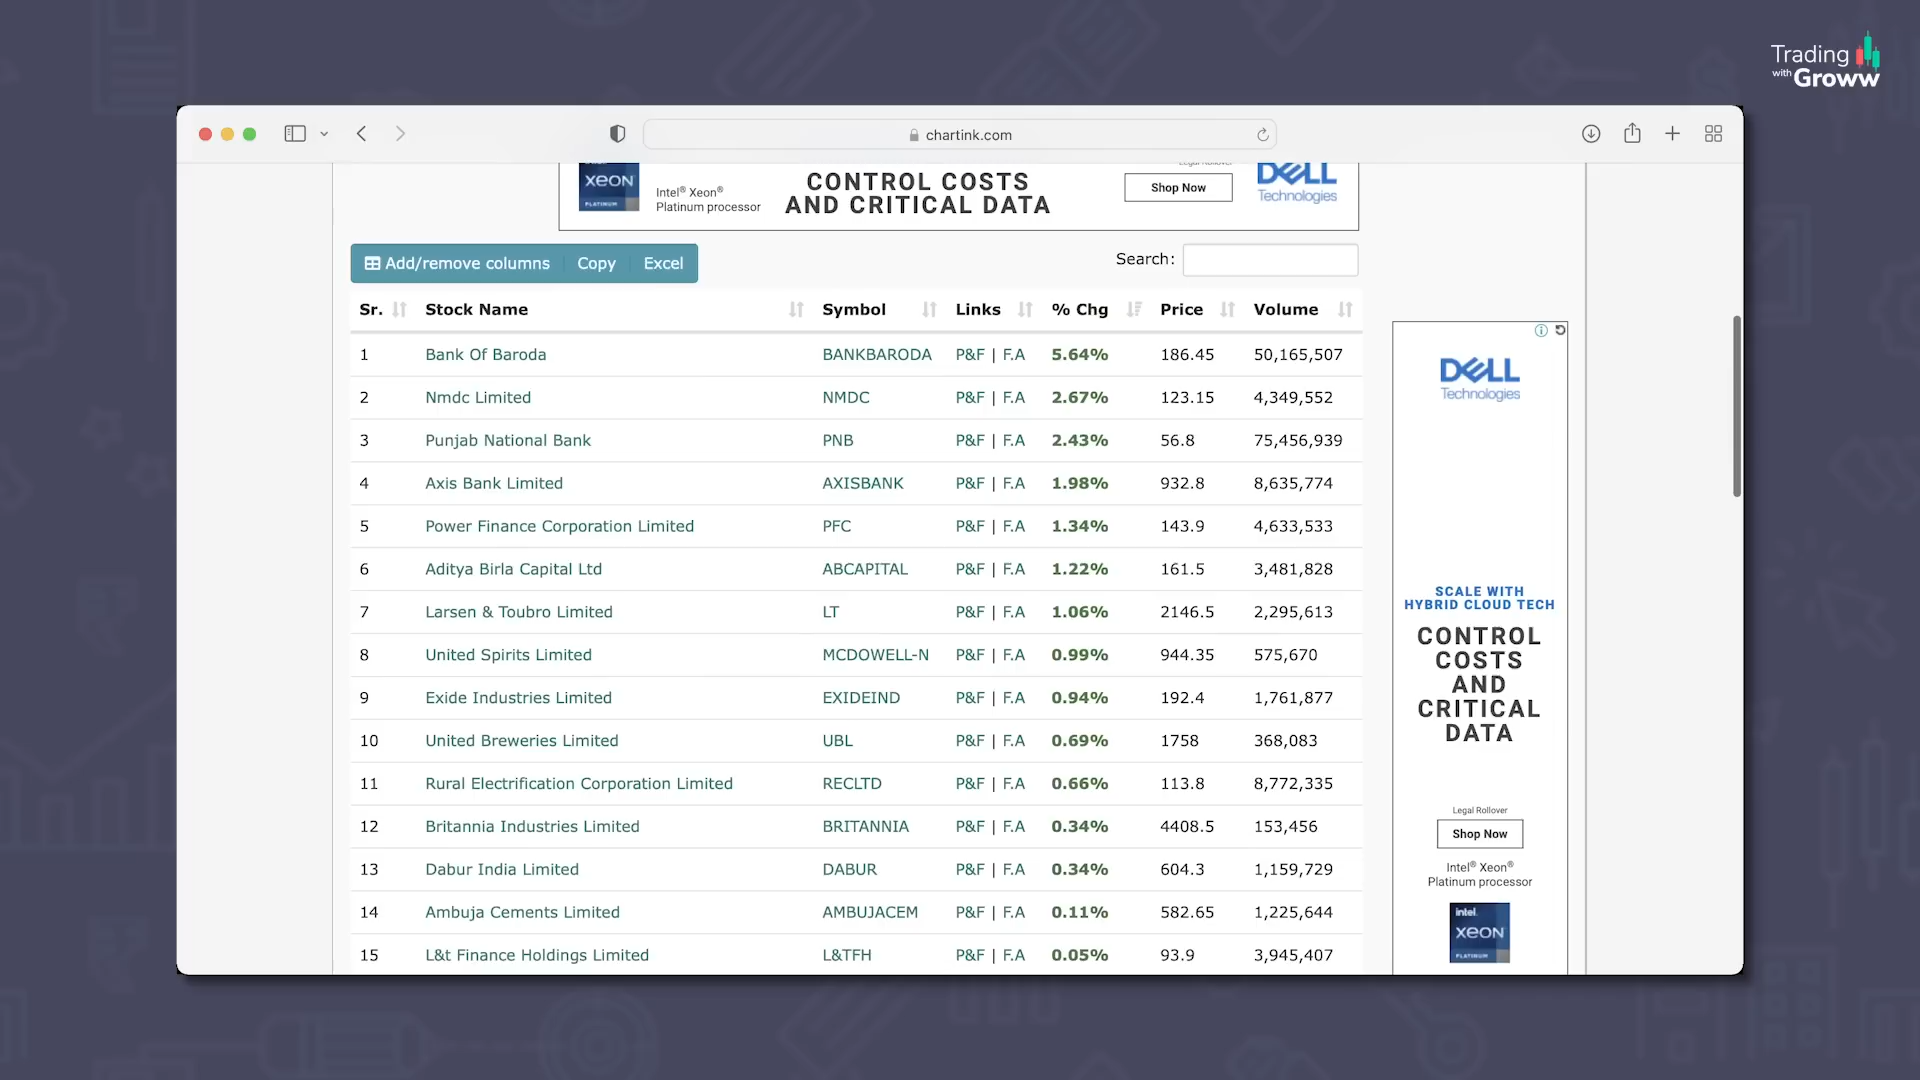 Trading
with Groww
chartink.com
Legal Rollover
intel XEON PLATINUM
Intel® Xeon®
Platinum processor
CONTROL COSTS
AND CRITICAL DATA
Shop Now
DELL
Technologies
Add/remove columns Copy Excel
Search:
Sr. Stock Name Symbol Links % Chg Price Volume
1 Bank Of Baroda BANKBARODA P&F | F.A 5.64% 186.45 50,165,507
2 Nmdc Limited NMDC P&F | F.A 2.67% 123.15 4,349,552
3 Punjab National Bank PNB P&F | F.A 2.43% 56.8 75,456,939
4 Axis Bank Limited AXISBANK P&F | F.A 1.98% 932.8 8,635,774
5 Power Finance Corporation Limited PFC P&F | F.A 1.34% 143.9 4,633,533
6 Aditya Birla Capital Ltd ABCAPITAL P&F | F.A 1.22% 161.5 3,481,828
7 Larsen & Toubro Limited LT P&F | F.A 1.06% 2146.5 2,295,613
8 United Spirits Limited MCDOWELL-N P&F | F.A 0.99% 944.35 575,670
9 Exide Industries Limited EXIDEIND P&F | F.A 0.94% 192.4 1,761,877
10 United Breweries Limited UBL P&F | F.A 0.69% 1758 368,083
11 Rural Electrification Corporation Limited RECLTD P&F | F.A 0.66% 113.8 8,772,335
12 Britannia Industries Limited BRITANNIA P&F | F.A 0.34% 4408.5 153,456
13 Dabur India Limited DABUR P&F | F.A 0.34% 604.3 1,159,729
14 Ambuja Cements Limited AMBUJACEM P&F | F.A 0.11% 582.65 1,225,644
15 L&t Finance Holdings Limited L&TFH P&F | F.A 0.05% 93.9 3,945,407
DELL
Technologies
SCALE WITH
HYBRID CLOUD TECH
CONTROL
COSTS
AND
CRITICAL
DATA
Legal Rollover
Shop Now
Intel® Xeon®
Platinum processor
intel
XEON
PLATINUM